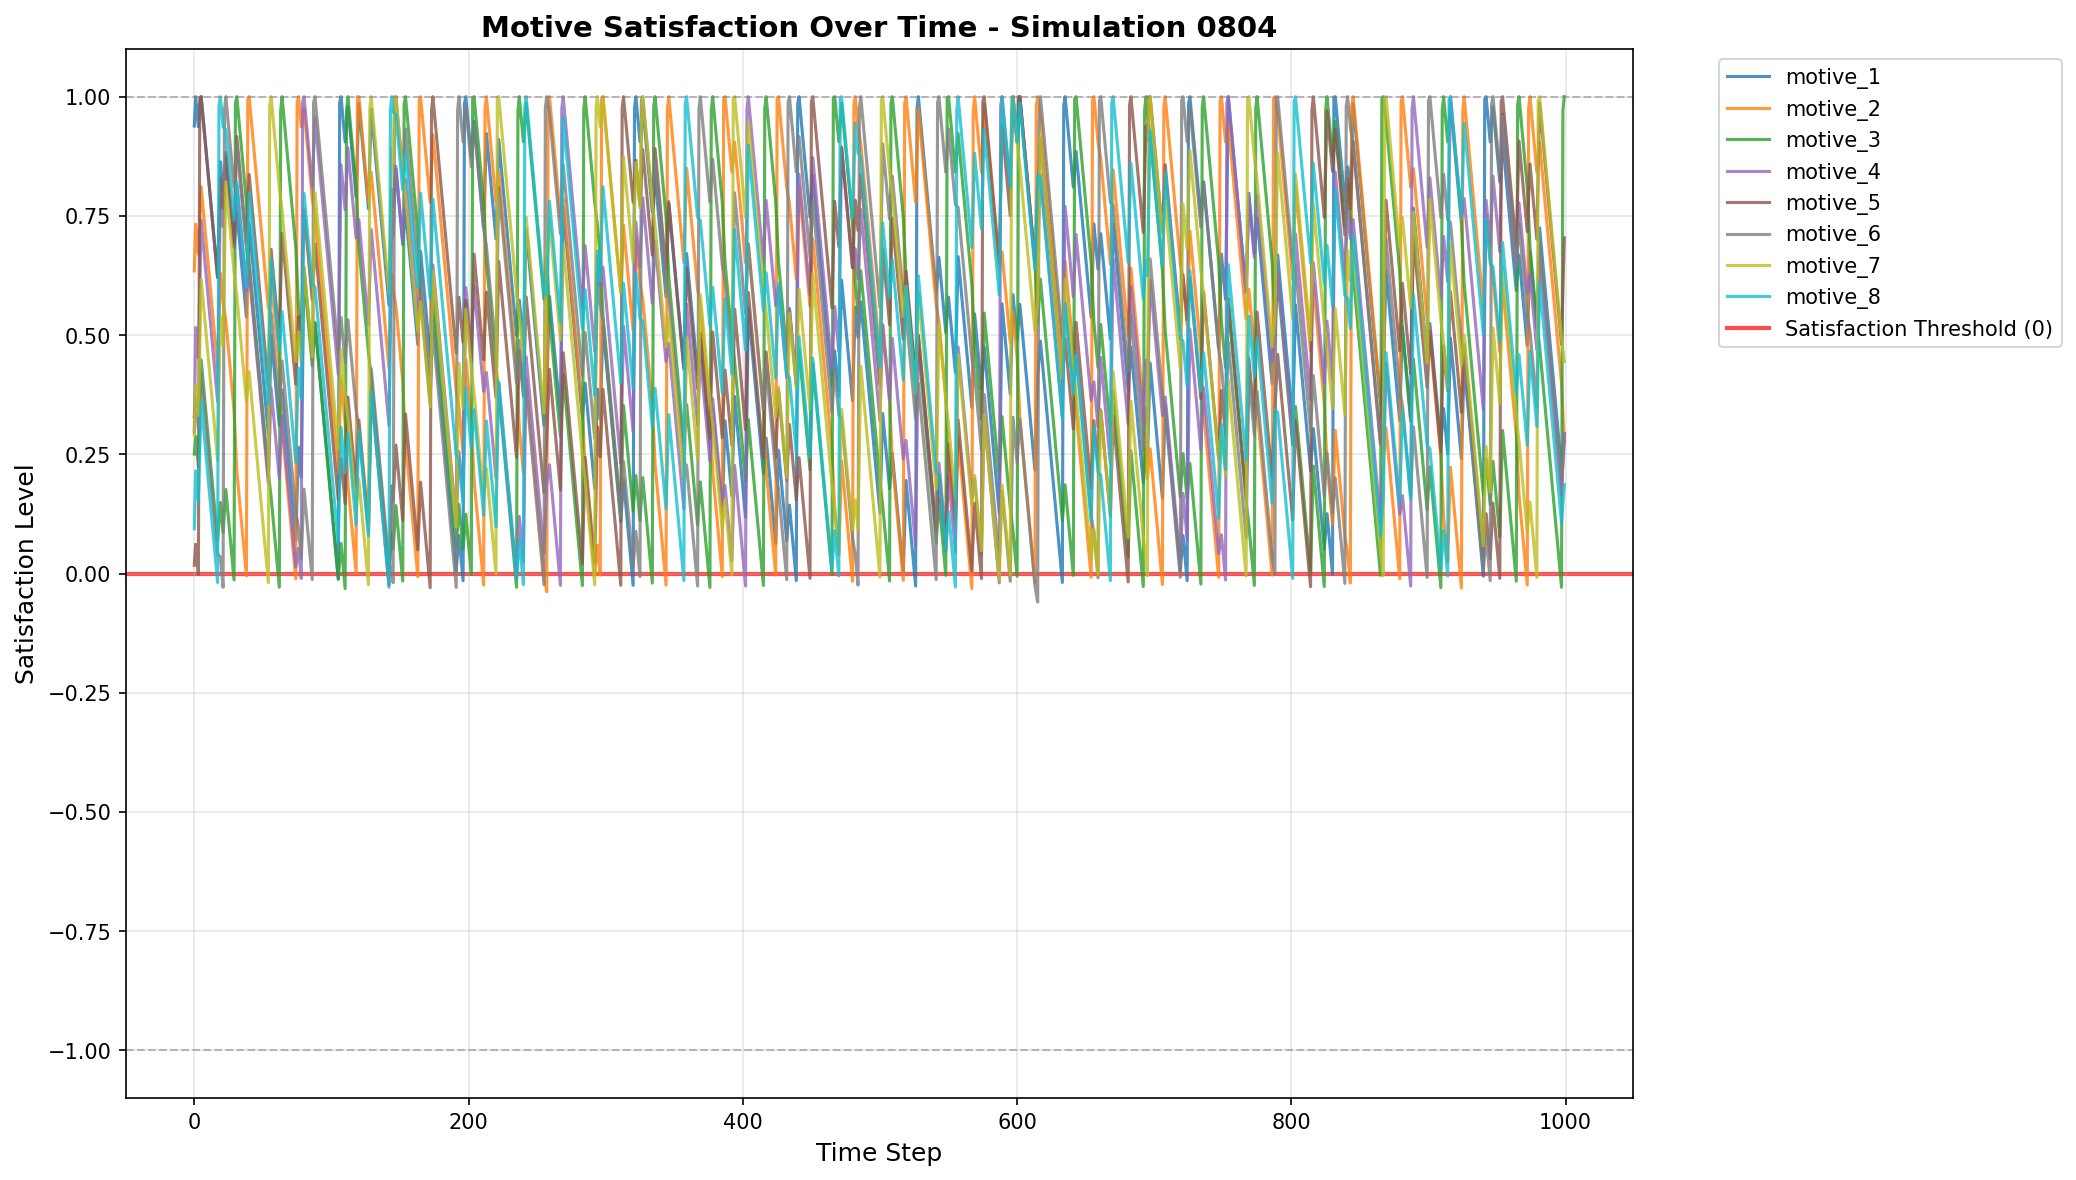 Motive Satisfaction Over Time - Simulation 0804
Satisfaction Level
1.00
0.75
0.50
0.25
0.00
−0.25
−0.50
−0.75
−1.00
0
200
400
600
800
1000
Time Step
motive_1
motive_2
motive_3
motive_4
motive_5
motive_6
motive_7
motive_8
Satisfaction Threshold (0)